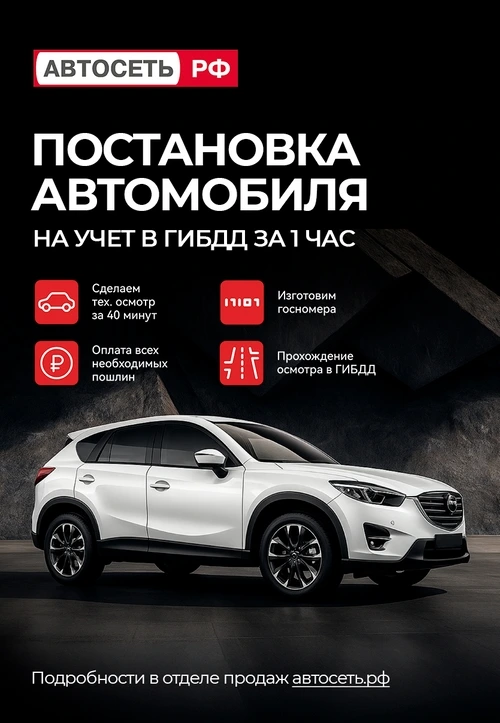 АВТОСЕТЬ РФ
ПОСТАНОВКА
АВТОМОБИЛЯ
НА УЧЕТ В ГИБДД ЗА 1 ЧАС
Сделаем
тех. осмотр
за 40 минут
Изготовим
госномера
Оплата всех
необходимых
пошлин
Прохождение
осмотра в ГИБДД
Подробности в отделе продаж автосеть.рф